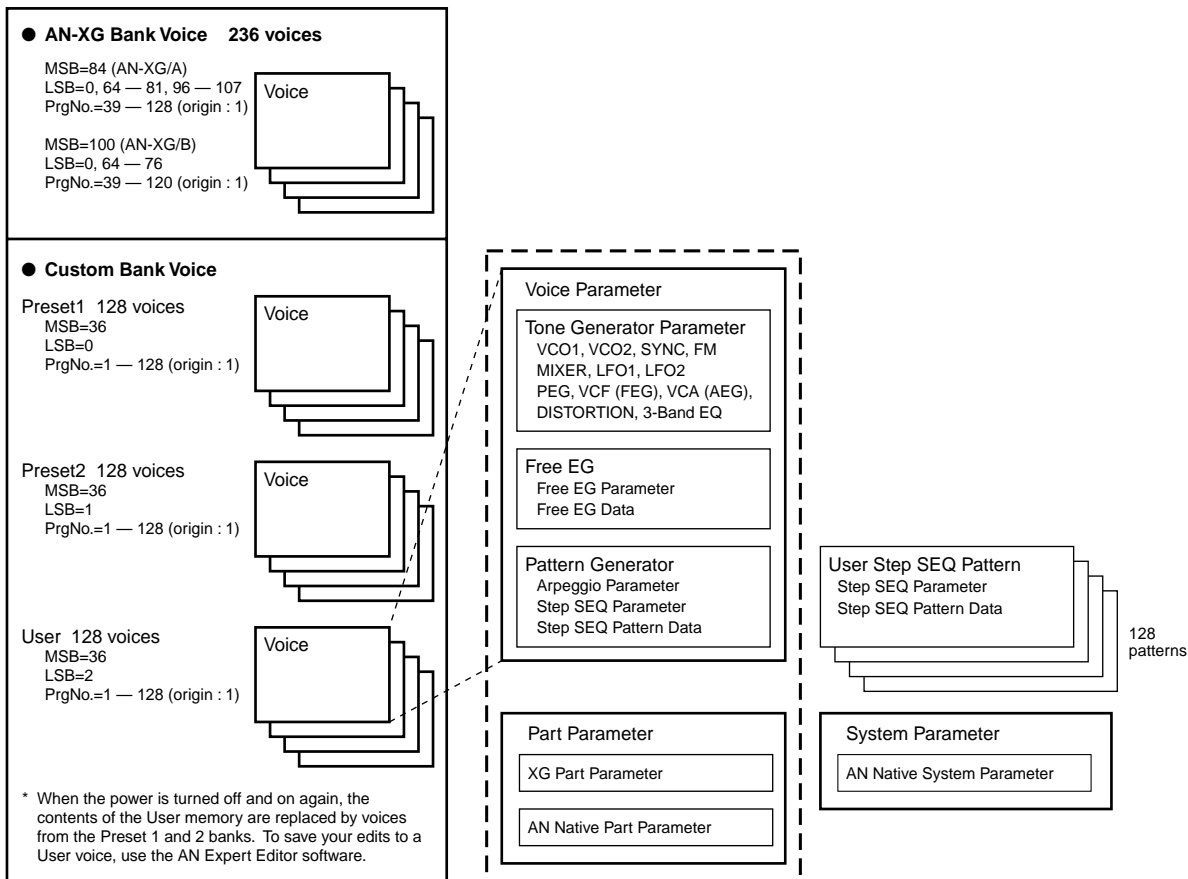 ● AN-XG Bank Voice 236 voices
MSB=84 (AN-XG/A)
LSB=0, 64 — 81, 96 — 107
PrgNo.=39 — 128 (origin : 1)
MSB=100 (AN-XG/B)
LSB=0, 64 — 76
PrgNo.=39 — 120 (origin : 1)
Voice
● Custom Bank Voice
Preset1 128 voices
MSB=36
LSB=0
PrgNo.=1 — 128 (origin : 1)
Voice
Preset2 128 voices
MSB=36
LSB=1
PrgNo.=1 — 128 (origin : 1)
Voice
User 128 voices
MSB=36
LSB=2
PrgNo.=1 — 128 (origin : 1)
Voice
* When the power is turned off and on again, the
contents of the User memory are replaced by voices
from the Preset 1 and 2 banks. To save your edits to a
User voice, use the AN Expert Editor software.
Voice Parameter
Tone Generator Parameter
VCO1, VCO2, SYNC, FM
MIXER, LFO1, LFO2
PEG, VCF (FEG), VCA (AEG),
DISTORTION, 3-Band EQ
Free EG
Free EG Parameter
Free EG Data
Pattern Generator
Arpeggio Parameter
Step SEQ Parameter
Step SEQ Pattern Data
Part Parameter
XG Part Parameter
AN Native Part Parameter
User Step SEQ Pattern
Step SEQ Parameter
Step SEQ Pattern Data
128
patterns
System Parameter
AN Native System Parameter